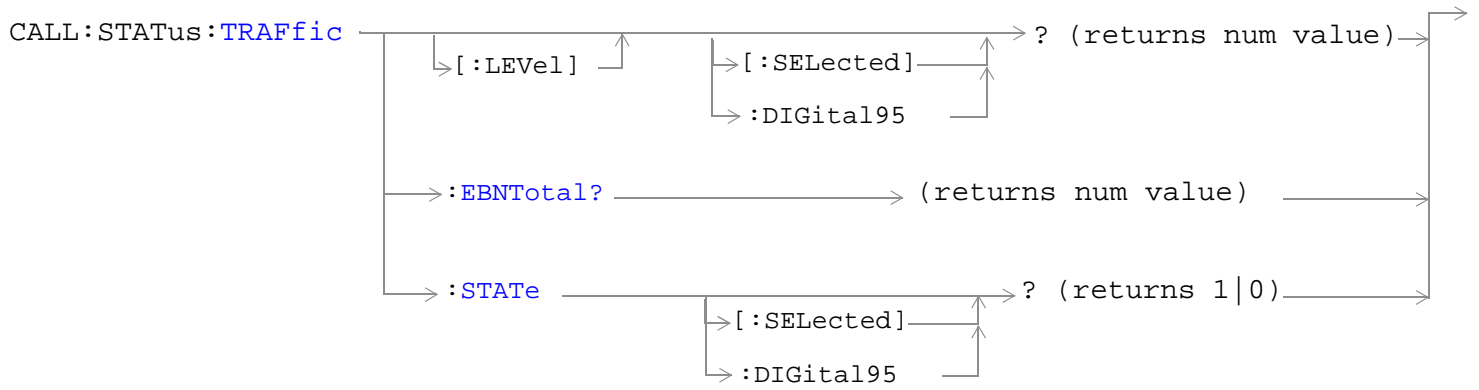 CALL:STATus:TRAFfic ? (returns num value)
[:LEVel] [:SELected]
:DIGital95
:EBNTotal? (returns num value)
:STATe ? (returns 1|0)
[:SELected]
:DIGital95